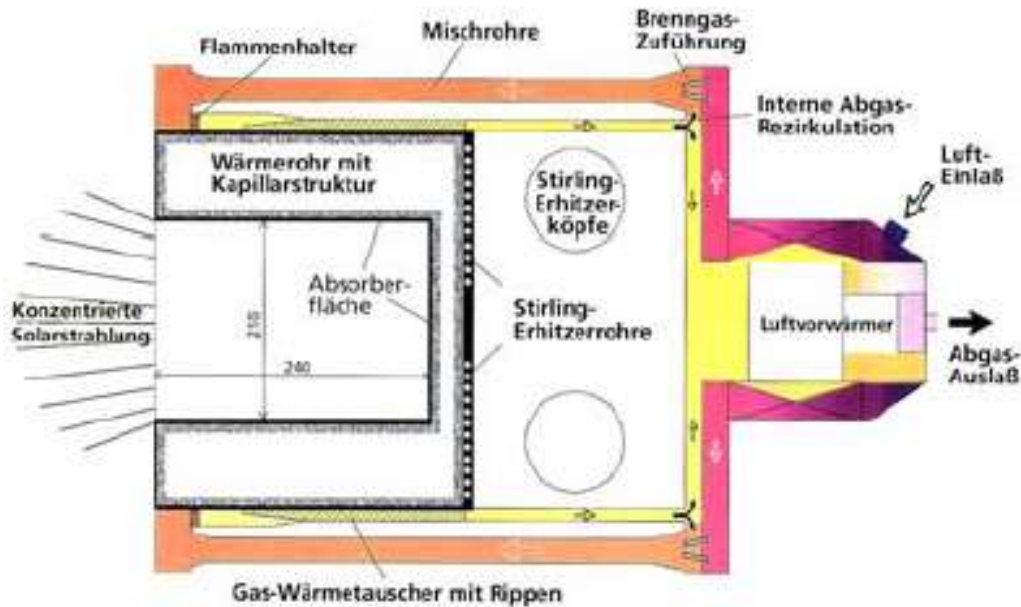 Flammenhalter
Mischrohre
Brenngas-
Zuführung
Interne Abgas-
Rezirkulation
Luft-
Einlaß
Wärmerohr mit
Kapillarstruktur
Stirling-
Erhitzer-
köpfe
Absorber-
fläche
Konzentrierte
Solarstrahlung
210
240
Stirling-
Erhitzerrohre
Luftvorwärmer
Abgas-
Auslaß
Gas-Wärmetauscher mit Rippen